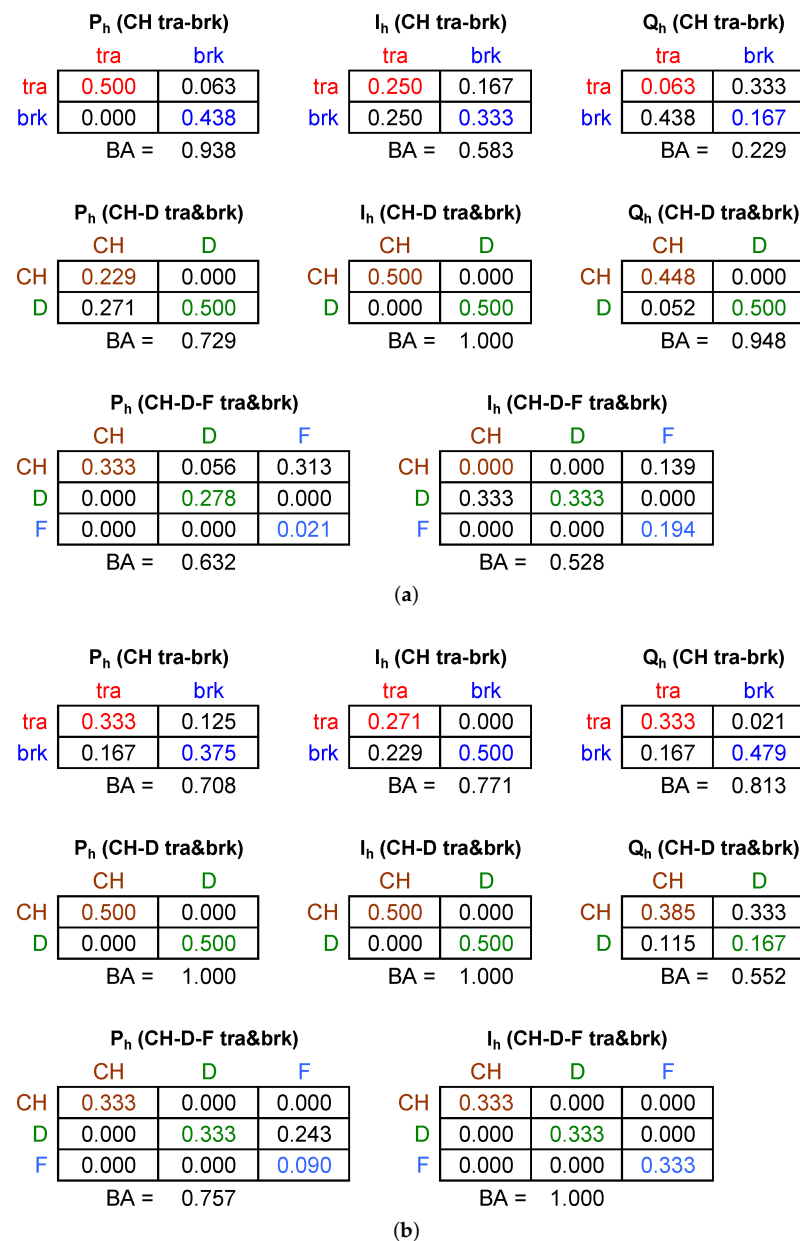 Ph (CH tra-brk) Ih (CH tra-brk) Qh (CH tra-brk)
tra brk tra brk tra brk
tra 0.500 0.063 tra 0.250 0.167 tra 0.063 0.333
brk 0.000 0.438 brk 0.250 0.333 brk 0.438 0.167
BA = 0.938 BA = 0.583 BA = 0.229
Ph (CH-D tra&brk) Ih (CH-D tra&brk) Qh (CH-D tra&brk)
CH D CH D CH D
CH 0.229 0.000 CH 0.500 0.000 CH 0.448 0.000
D 0.271 0.500 D 0.000 0.500 D 0.052 0.500
BA = 0.729 BA = 1.000 BA = 0.948
Ph (CH-D-F tra&brk) Ih (CH-D-F tra&brk)
CH D F CH D F
CH 0.333 0.056 0.313 CH 0.000 0.000 0.139
D 0.000 0.278 0.000 D 0.333 0.333 0.000
F 0.000 0.000 0.021 F 0.000 0.000 0.194
BA = 0.632 BA = 0.528
(a)
Ph (CH tra-brk) Ih (CH tra-brk) Qh (CH tra-brk)
tra brk tra brk tra brk
tra 0.333 0.125 tra 0.271 0.000 tra 0.333 0.021
brk 0.167 0.375 brk 0.229 0.500 brk 0.167 0.479
BA = 0.708 BA = 0.771 BA = 0.813
Ph (CH-D tra&brk) Ih (CH-D tra&brk) Qh (CH-D tra&brk)
CH D CH D CH D
CH 0.500 0.000 CH 0.500 0.000 CH 0.385 0.333
D 0.000 0.500 D 0.000 0.500 D 0.115 0.167
BA = 1.000 BA = 1.000 BA = 0.552
Ph (CH-D-F tra&brk) Ih (CH-D-F tra&brk)
CH D F CH D F
CH 0.333 0.000 0.000 CH 0.333 0.000 0.000
D 0.000 0.333 0.243 D 0.000 0.333 0.000
F 0.000 0.000 0.090 F 0.000 0.000 0.333
BA = 0.757 BA = 1.000
(b)